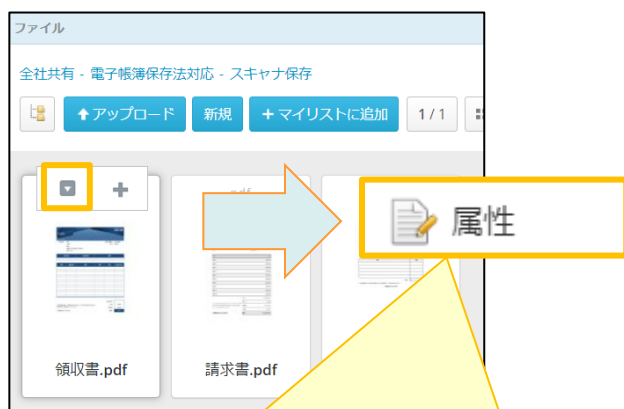 ファイル
全社共有 - 電子帳簿保存法対応 - スキャナ保存
アップロード 新規 + マイリストに追加 1 / 1
属性
領収書.pdf 請求書.pdf